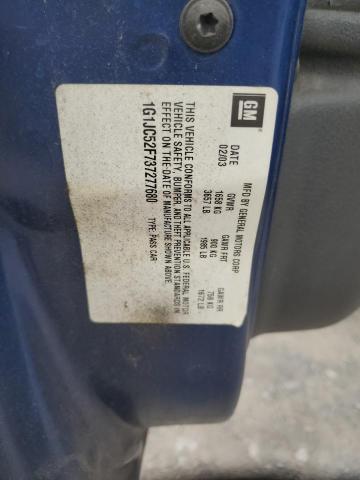 GM
MFD BY GENERAL MOTORS CORP
DATE GVWR GAWR FRT GAWR RR
02/03 1658 KG 900 KG 758 KG
3657 LB 1985 LB 1672 LB
THIS VEHICLE CONFORMS TO ALL APPLICABLE U.S. FEDERAL MOTOR
VEHICLE SAFETY, BUMPER, AND THEFT PREVENTION STANDARDS IN
EFFECT ON THE DATE OF MANUFACTURE SHOWN ABOVE.
1G1JC52F737277680 TYPE: PASS CAR